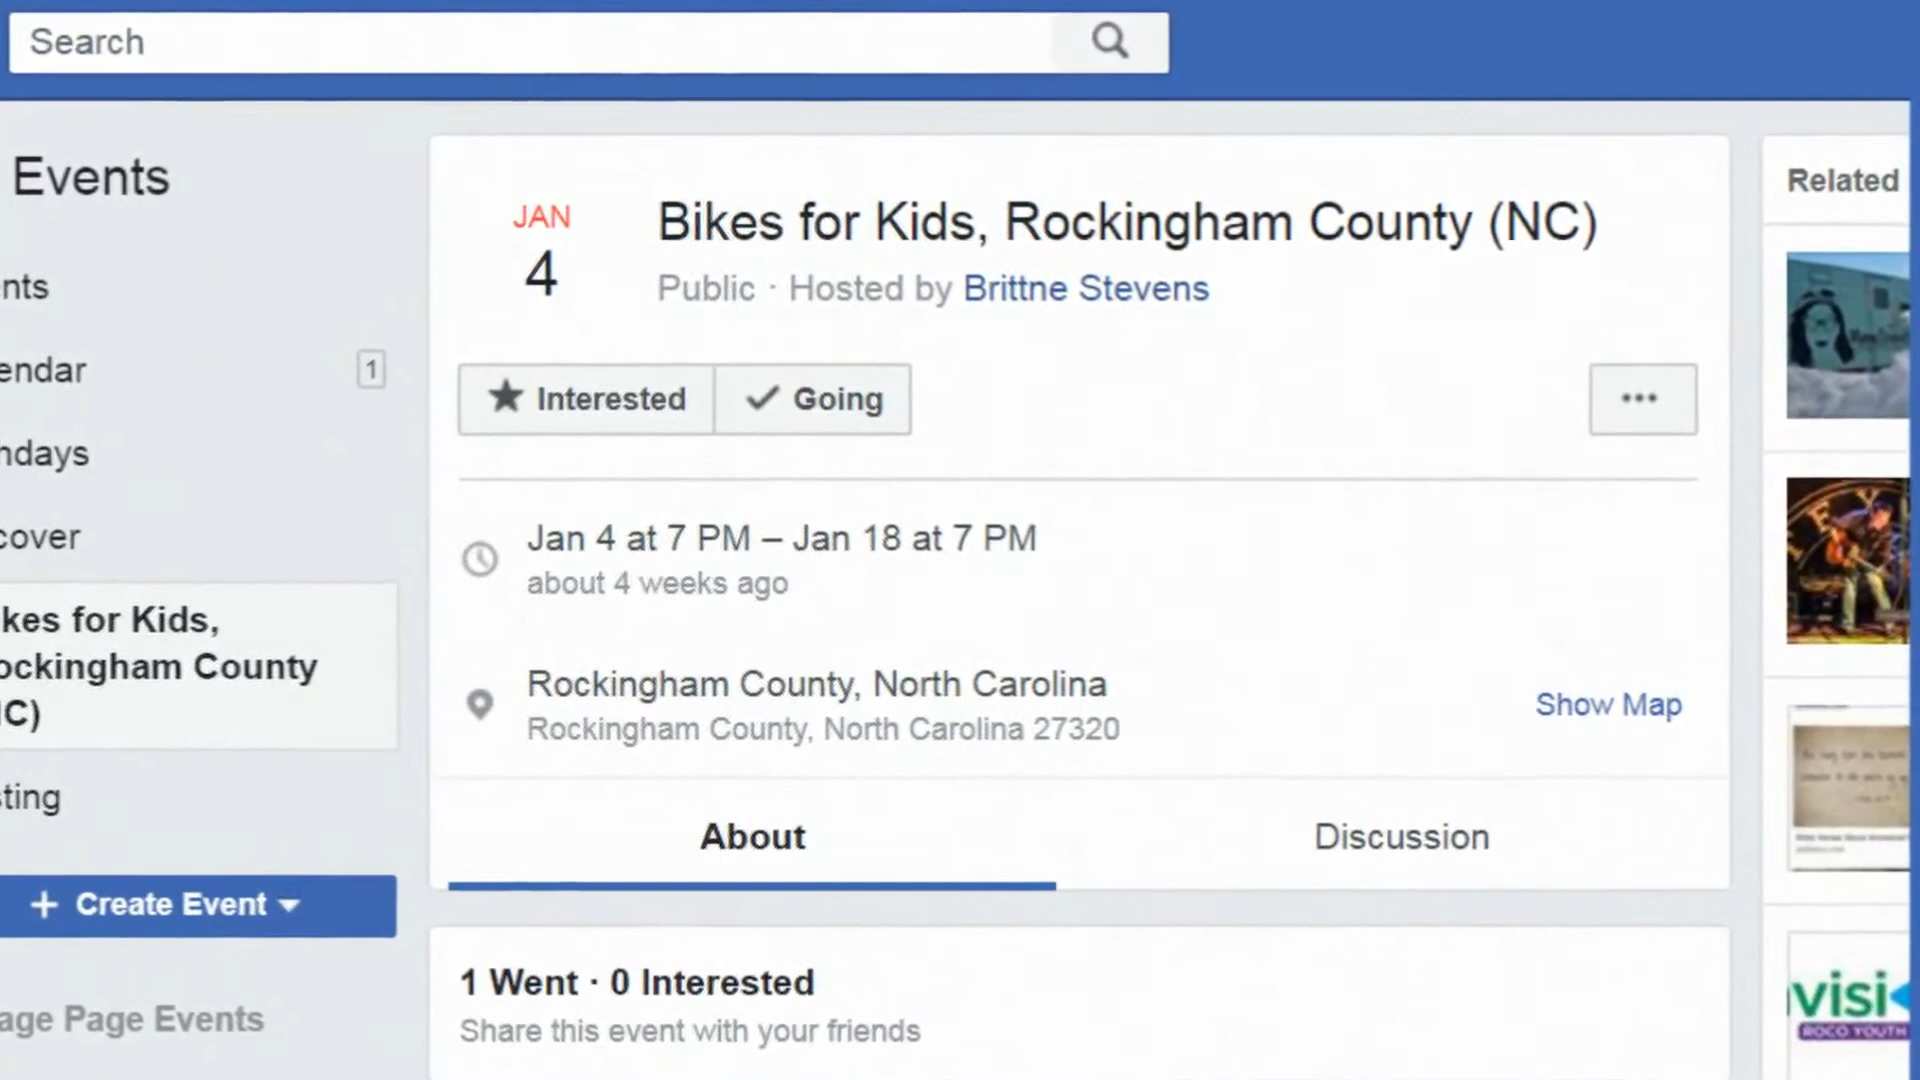 Search
Events
nts
endar
1
ndays
cover
kes for Kids,
ockingham County
C)
sting
+ Create Event
age Page Events
JAN
4
Bikes for Kids, Rockingham County (NC)
Public · Hosted by Brittne Stevens
Interested
Going
Jan 4 at 7 PM – Jan 18 at 7 PM
about 4 weeks ago
Rockingham County, North Carolina
Rockingham County, North Carolina 27320
Show Map
About
Discussion
1 Went · 0 Interested
Share this event with your friends
Related
visi
ROCO YOUTH